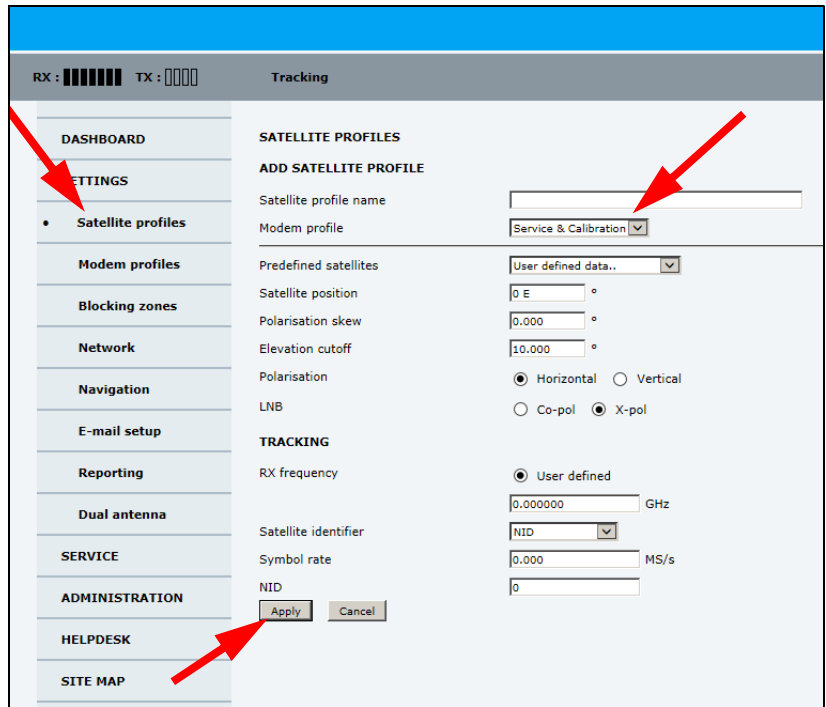 RX : TX : Tracking
DASHBOARD
SETTINGS
• Satellite profiles
Modem profiles
Blocking zones
Network
Navigation
E-mail setup
Reporting
Dual antenna
SERVICE
ADMINISTRATION
HELPDESK
SITE MAP
SATELLITE PROFILES
ADD SATELLITE PROFILE
Satellite profile name
Modem profile Service & Calibration
Predefined satellites User defined data..
Satellite position 0 E °
Polarisation skew 0.000 °
Elevation cutoff 10.000 °
Polarisation Horizontal Vertical
LNB Co-pol X-pol
TRACKING
RX frequency User defined
0.000000 GHz
Satellite identifier NID
Symbol rate 0.000 MS/s
NID 0
Apply Cancel